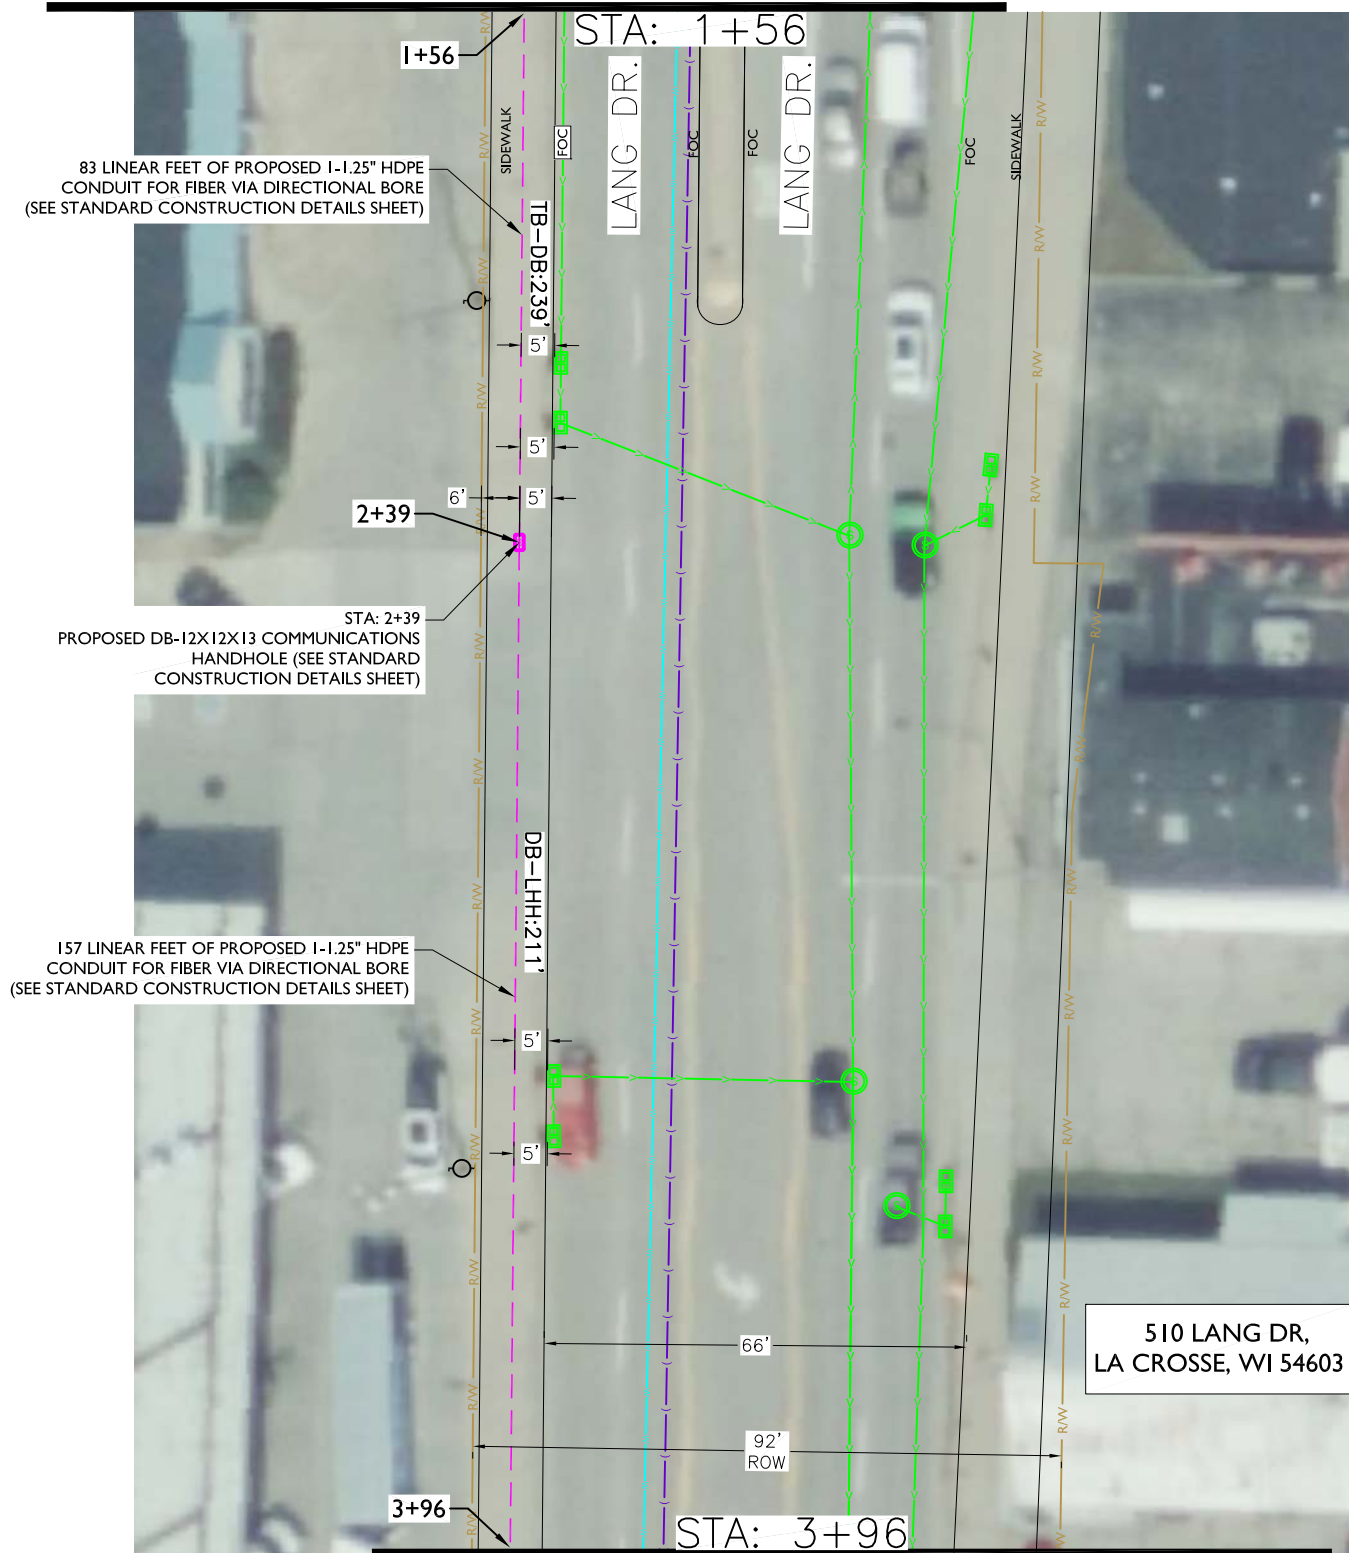 STA: 1+56
1+56
LANG DR.
LANG DR.
SIDEWALK
FOC
FOC
FOC
FOC
SIDEWALK
R/W
R/W
R/W
83 LINEAR FEET OF PROPOSED 1-1.25" HDPE
CONDUIT FOR FIBER VIA DIRECTIONAL BORE
(SEE STANDARD CONSTRUCTION DETAILS SHEET)
TB-DB:239'
R/W
R/W
5'
R/W
R/W
5'
6'
5'
R/W
2+39
R/W
STA: 2+39
PROPOSED DB-12X12X13 COMMUNICATIONS
HANDHOLE (SEE STANDARD
CONSTRUCTION DETAILS SHEET)
R/W
R/W
R/W
R/W
DB-LHH:211'
R/W
R/W
157 LINEAR FEET OF PROPOSED 1-1.25" HDPE
CONDUIT FOR FIBER VIA DIRECTIONAL BORE
(SEE STANDARD CONSTRUCTION DETAILS SHEET)
R/W
R/W
5'
R/W
5'
R/W
R/W
R/W
R/W
66'
510 LANG DR,
LA CROSSE, WI 54603
R/W
R/W
92'
ROW
3+96
R/W
STA: 3+96